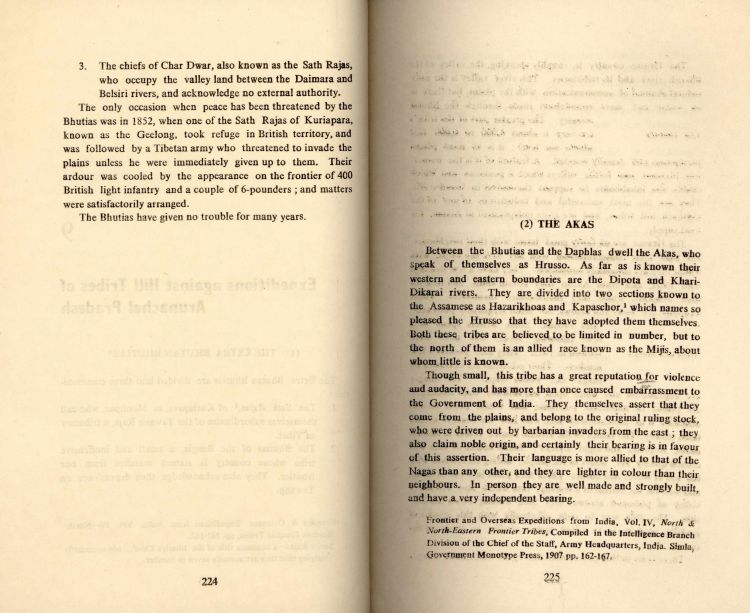 3. The chiefs of Char Dwar, also known as the Sath Rajas,
who occupy the valley land between the Daimara and
Belsiri rivers, and acknowledge no external authority.
The only occasion when peace has been threatened by the
Bhutias was in 1852, when one of the Sath Rajas of Kuriapara,
known as the Geelong, took refuge in British territory, and
was followed by a Tibetan army who threatened to invade the
plains unless he were immediately given up to them. Their
ardour was cooled by the appearance on the frontier of 400
British light infantry and a couple of 6-pounders ; and matters
were satisfactorily arranged.
The Bhutias have given no trouble for many years.
224
(2) THE AKAS
Between the Bhutias and the Daphlas dwell the Akas, who
speak of themselves as Hrusso. As far as is known their
western and eastern boundaries are the Dipota and Khari-
Dikarai rivers. They are divided into two sections known to
the Assamese as Hazarikhoas and Kapaschor,¹ which names so
pleased the Hrusso that they have adopted them themselves.
Both these tribes are believed to be limited in number, but to
the north of them is an allied race known as the Mijis, about
whom little is known.
Though small, this tribe has a great reputation for violence
and audacity, and has more than once caused embarrassment to
the Government of India. They themselves assert that they
come from the plains, and belong to the original ruling stock,
who were driven out by barbarian invaders from the east ; they
also claim noble origin, and certainly their bearing is in favour
of this assertion. Their language is more allied to that of the
Nagas than any other, and they are lighter in colour than their
neighbours. In person they are well made and strongly built,
and have a very independent bearing.
Frontier and Overseas Expeditions from India, Vol. IV, North &
North-Eastern Frontier Tribes, Compiled in the Intelligence Branch
Division of the Chief of the Staff, Army Headquarters, India. Simla,
Government Monotype Press, 1907 pp. 162-167.
225